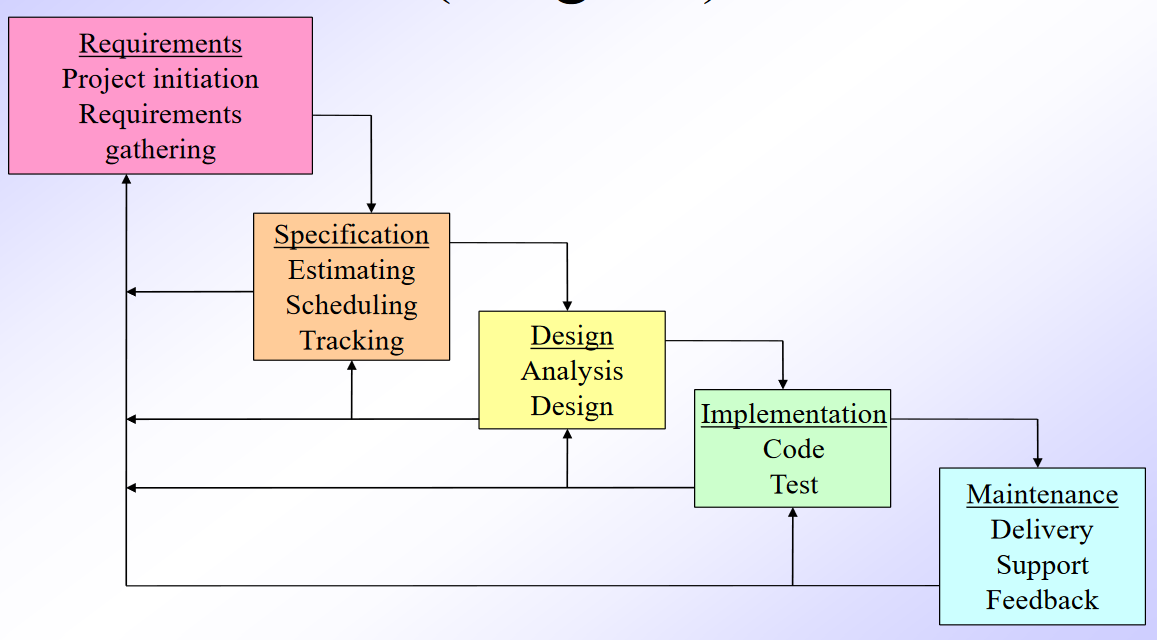 Requirements
Project initiation
Requirements
gathering
Specification
Estimating
Scheduling
Tracking
Design
Analysis
Design
Implementation
Code
Test
Maintenance
Delivery
Support
Feedback